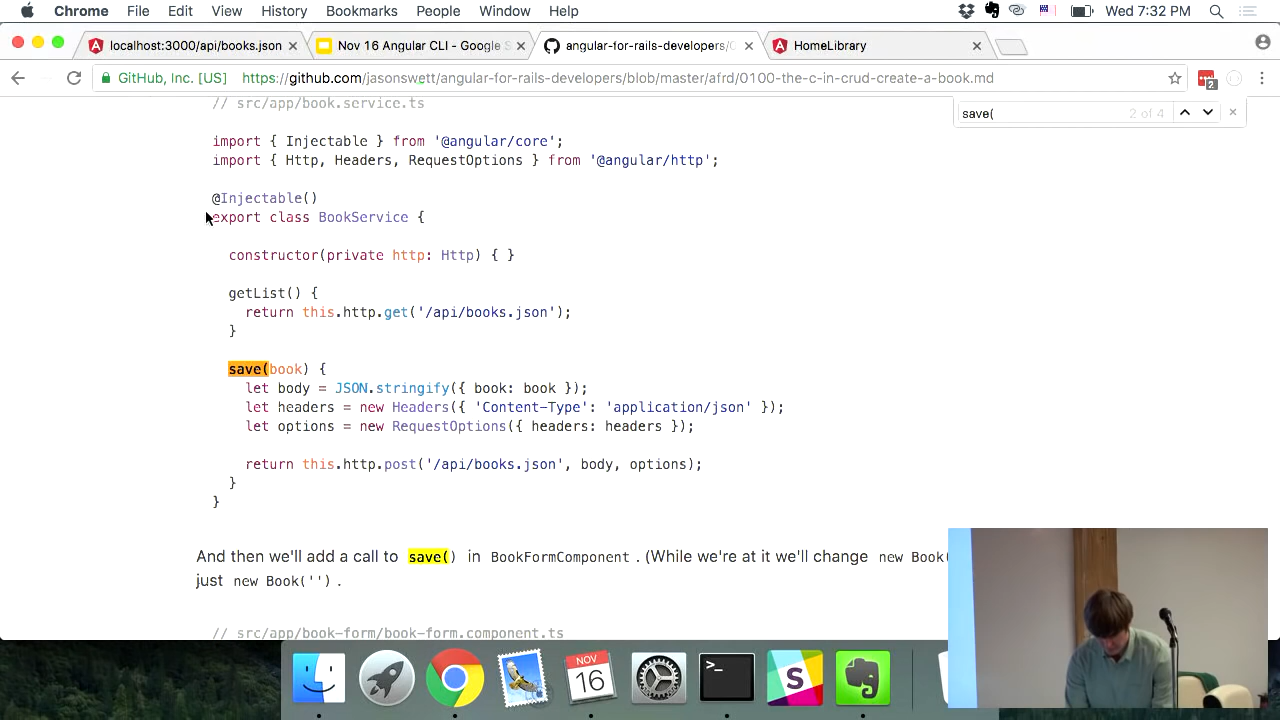 Chrome File Edit View History Bookmarks People Window Help Wed 7:32 PM
localhost:3000/api/books.json × Nov 16 Angular CLI - Google S × angular-for-rails-developers/0 × HomeLibrary ×
GitHub, Inc. [US] https://github.com/jasonswett/angular-for-rails-developers/blob/master/afrd/0100-the-c-in-crud-create-a-book.md 2
save( 2 of 4
// src/app/book.service.ts
import { Injectable } from '@angular/core';
import { Http, Headers, RequestOptions } from '@angular/http';
@Injectable()
export class BookService {
constructor(private http: Http) { }
getList() {
return this.http.get('/api/books.json');
}
save(book) {
let body = JSON.stringify({ book: book });
let headers = new Headers({ 'Content-Type': 'application/json' });
let options = new RequestOptions({ headers: headers });
return this.http.post('/api/books.json', body, options);
}
}
And then we'll add a call to save() in BookFormComponent . (While we're at it we'll change new Book(
just new Book('') .
// src/app/book-form/book-form.component.ts
NOV
16
>_
S